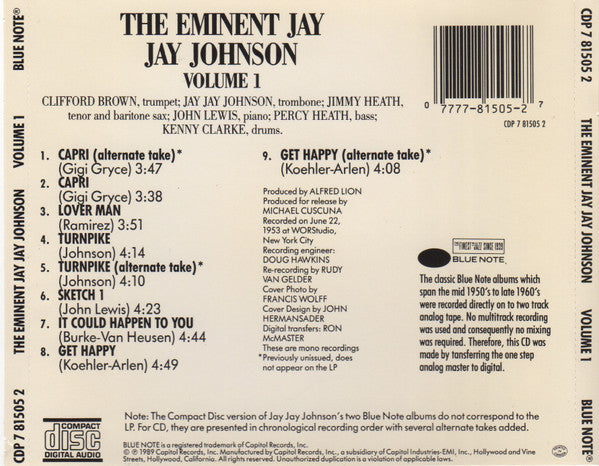 THE EMINENT JAY
JAY JOHNSON
VOLUME 1
CLIFFORD BROWN, trumpet; JAY JAY JOHNSON, trombone; JIMMY HEATH,
tenor and baritone sax; JOHN LEWIS, piano; PERCY HEATH, bass;
KENNY CLARKE, drums.
0 7777-81505-2 7
CDP 7 81505 2
1. CAPRI (alternate take)*
(Gigi Gryce) 3:47
2. CAPRI
(Gigi Gryce) 3:38
3. LOVER MAN
(Ramirez) 3:51
4. TURNPIKE
(Johnson) 4:14
5. TURNPIKE (alternate take)*
(Johnson) 4:10
6. SKETCH 1
(John Lewis) 4:23
7. IT COULD HAPPEN TO YOU
(Burke-Van Heusen) 4:44
8. GET HAPPY
(Koehler-Arlen) 4:49
9. GET HAPPY (alternate take)*
(Koehler-Arlen) 4:08
Produced by ALFRED LION
Produced for release by
MICHAEL CUSCUNA
Recorded on June 22,
1953 at WORStudio,
New York City
Recording engineer:
DOUG HAWKINS
Re-recording by RUDY
VAN GELDER
Cover Photo by
FRANCIS WOLFF
Cover Design by JOHN
HERMANSADER
Digital transfers: RON
McMASTER
These are mono recordings
*Previously unissued, does
not appear on the LP
THE FINEST IN JAZZ SINCE 1939
BLUE NOTE®
The classic Blue Note albums which
span the mid 1950's to late 1960's
were recorded directly on to two track
analog tape. No multitrack recording
was used and consequently no mixing
was required. Therefore, this CD was
made by tansferring the one step
analog master to digital.
COMPACT
disc
DIGITAL AUDIO
Note: The Compact Disc version of Jay Jay Johnson's two Blue Note albums do not correspond to the
LP. For CD, they are presented in chronological recording order with several alternate takes added.
BLUE NOTE® is a registered trademark of Capitol Records, Inc.
© ℗ 1989 Capitol Records, Inc., a subsidiary of Capitol Industries-EMI, Inc., Hollywood and Vine
Streets, Hollywood, California. All rights reserved. Unauthorized duplication is a violation of applicable laws.
CDP 7 81505 2 THE EMINENT JAY JAY JOHNSON VOLUME 1 BLUE NOTE®
CDP 7 81505 2 THE EMINENT JAY JAY JOHNSON VOLUME 1 BLUE NOTE®